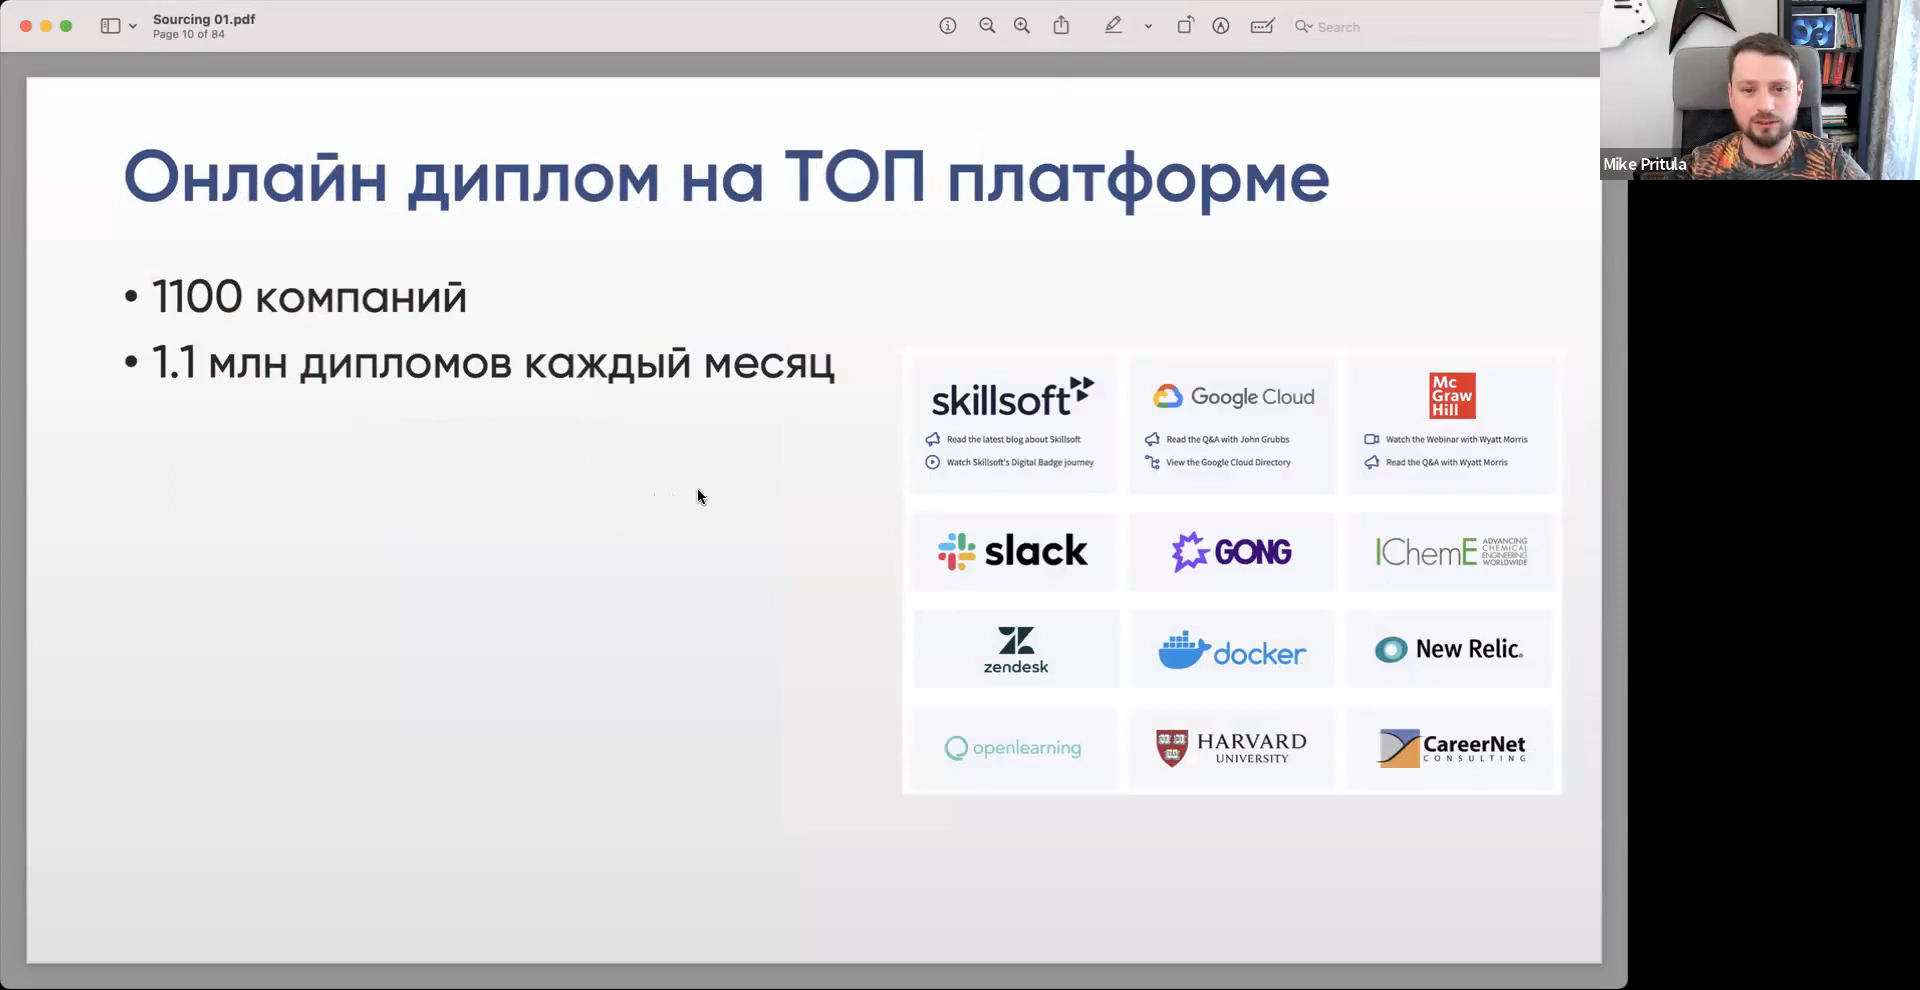 Sourcing 01.pdf
Page 10 of 84
Search
Mike Pritula
Онлайн диплом на ТОП платформе
• 1100 компаний
• 1.1 млн дипломов каждый месяц
skillsoft
Read the latest blog about Skillsoft
Watch Skillsoft's Digital Badge journey
Google Cloud
Read the Q&A with John Grubbs
View the Google Cloud Directory
Mc
Graw
Hill
Watch the Webinar with Wyatt Morris
Read the Q&A with Wyatt Morris
slack
GONG
IChemE
ADVANCING
CHEMICAL
ENGINEERING
WORLDWIDE
zendesk
docker
New Relic.
openlearning
HARVARD
UNIVERSITY
CareerNet
CONSULTING